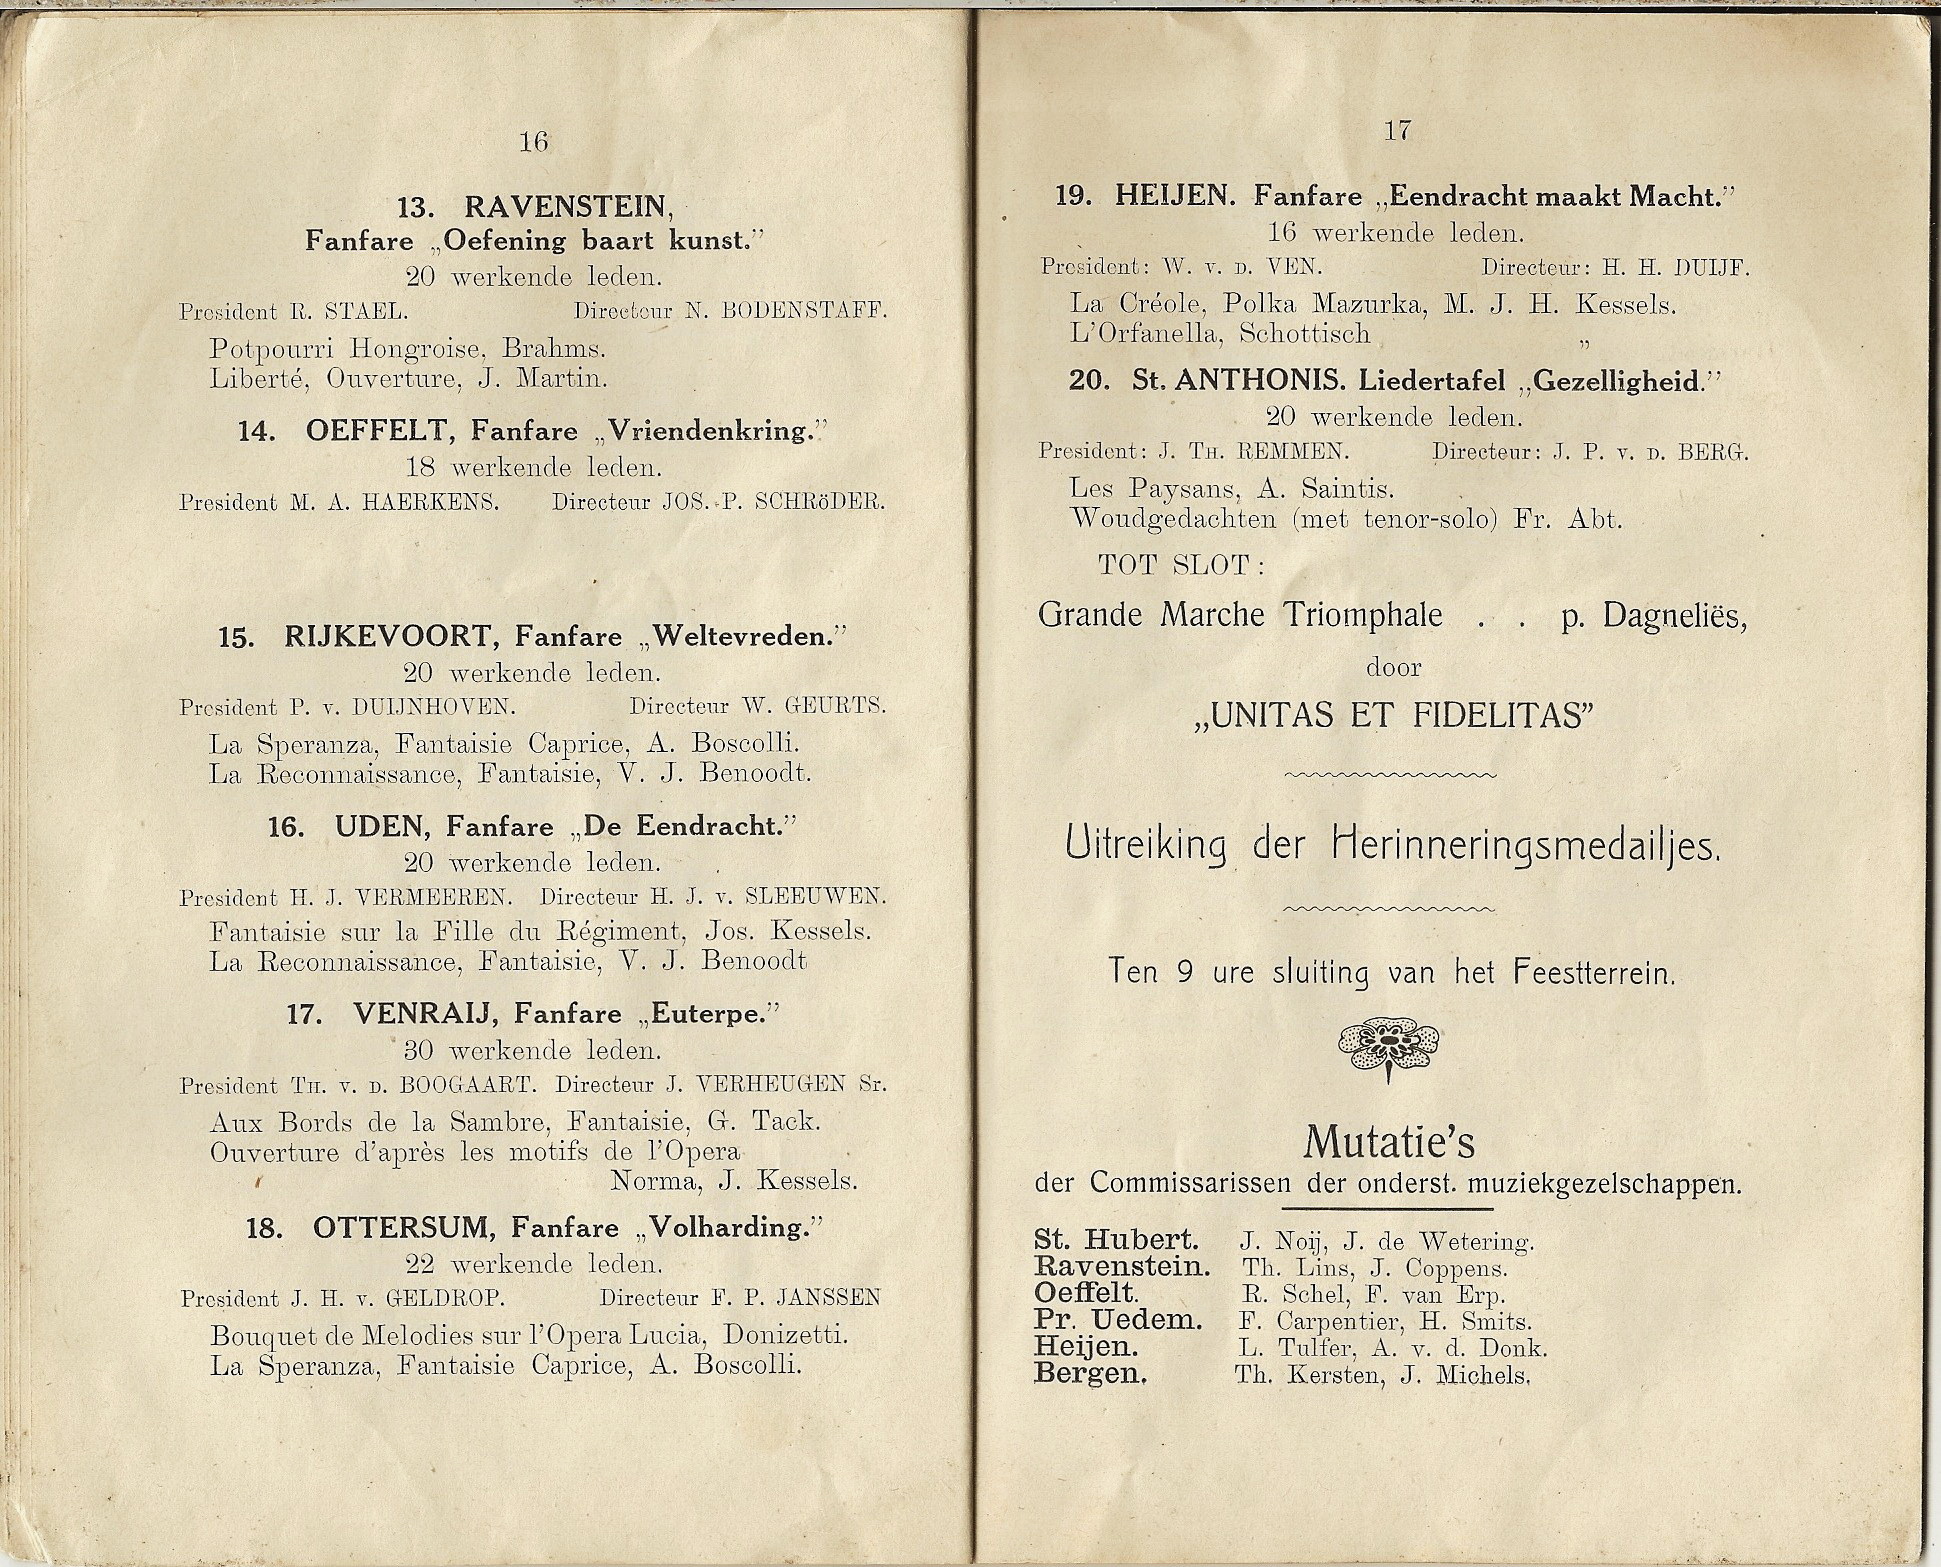 16
13. RAVENSTEIN,
Fanfare „Oefening baart kunst.”
20 werkende leden.
President R. STAEL. Directeur N. BODENSTAFF.
Potpourri Hongroise, Brahms.
Liberté, Ouverture, J. Martin.
14. OEFFELT, Fanfare „Vriendenkring.”
18 werkende leden.
President M. A. HAERKENS. Directeur JOS. P. SCHRöDER.
15. RIJKEVOORT, Fanfare „Weltevreden.”
20 werkende leden.
President P. v. DUIJNHOVEN. Directeur W. GEURTS.
La Speranza, Fantaisie Caprice, A. Boscolli.
La Reconnaissance, Fantaisie, V. J. Benoodt.
16. UDEN, Fanfare „De Eendracht.”
20 werkende leden.
President H. J. VERMEEREN. Directeur H. J. v. SLEEUWEN.
Fantaisie sur la Fille du Régiment, Jos. Kessels.
La Reconnaissance, Fantaisie, V. J. Benoodt
17. VENRAIJ, Fanfare „Euterpe.”
30 werkende leden.
President TH. v. D. BOOGAART. Directeur J. VERHEUGEN Sr.
Aux Bords de la Sambre, Fantaisie, G. Tack.
Ouverture d'après les motifs de l'Opera
Norma, J. Kessels.
18. OTTERSUM, Fanfare „Volharding.”
22 werkende leden.
President J. H. v. GELDROP. Directeur F. P. JANSSEN
Bouquet de Melodies sur l'Opera Lucia, Donizetti.
La Speranza, Fantaisie Caprice, A. Boscolli.
17
19. HEIJEN. Fanfare „Eendracht maakt Macht.”
16 werkende leden.
President: W. v. D. VEN. Directeur: H. H. DUIJF.
La Créole, Polka Mazurka, M. J. H. Kessels.
L'Orfanella, Schottisch „
20. St. ANTHONIS. Liedertafel „Gezelligheid.”
20 werkende leden.
President: J. TH. REMMEN. Directeur: J. P. v. D. BERG.
Les Paysans, A. Saintis.
Woudgedachten (met tenor-solo) Fr. Abt.
TOT SLOT:
Grande Marche Triomphale . . p. Dagneliës,
door
„UNITAS ET FIDELITAS”
Uitreiking der Herinneringsmedailjes.
Ten 9 ure sluiting van het Feestterrein.
Mutatie's
der Commissarissen der onderst. muziekgezelschappen.
St. Hubert. J. Noij, J. de Wetering.
Ravenstein. Th. Lins, J. Coppens.
Oeffelt. R. Schel, F. van Erp.
Pr. Uedem. F. Carpentier, H. Smits.
Heijen. L. Tulfer, A. v. d. Donk.
Bergen. Th. Kersten, J. Michels.